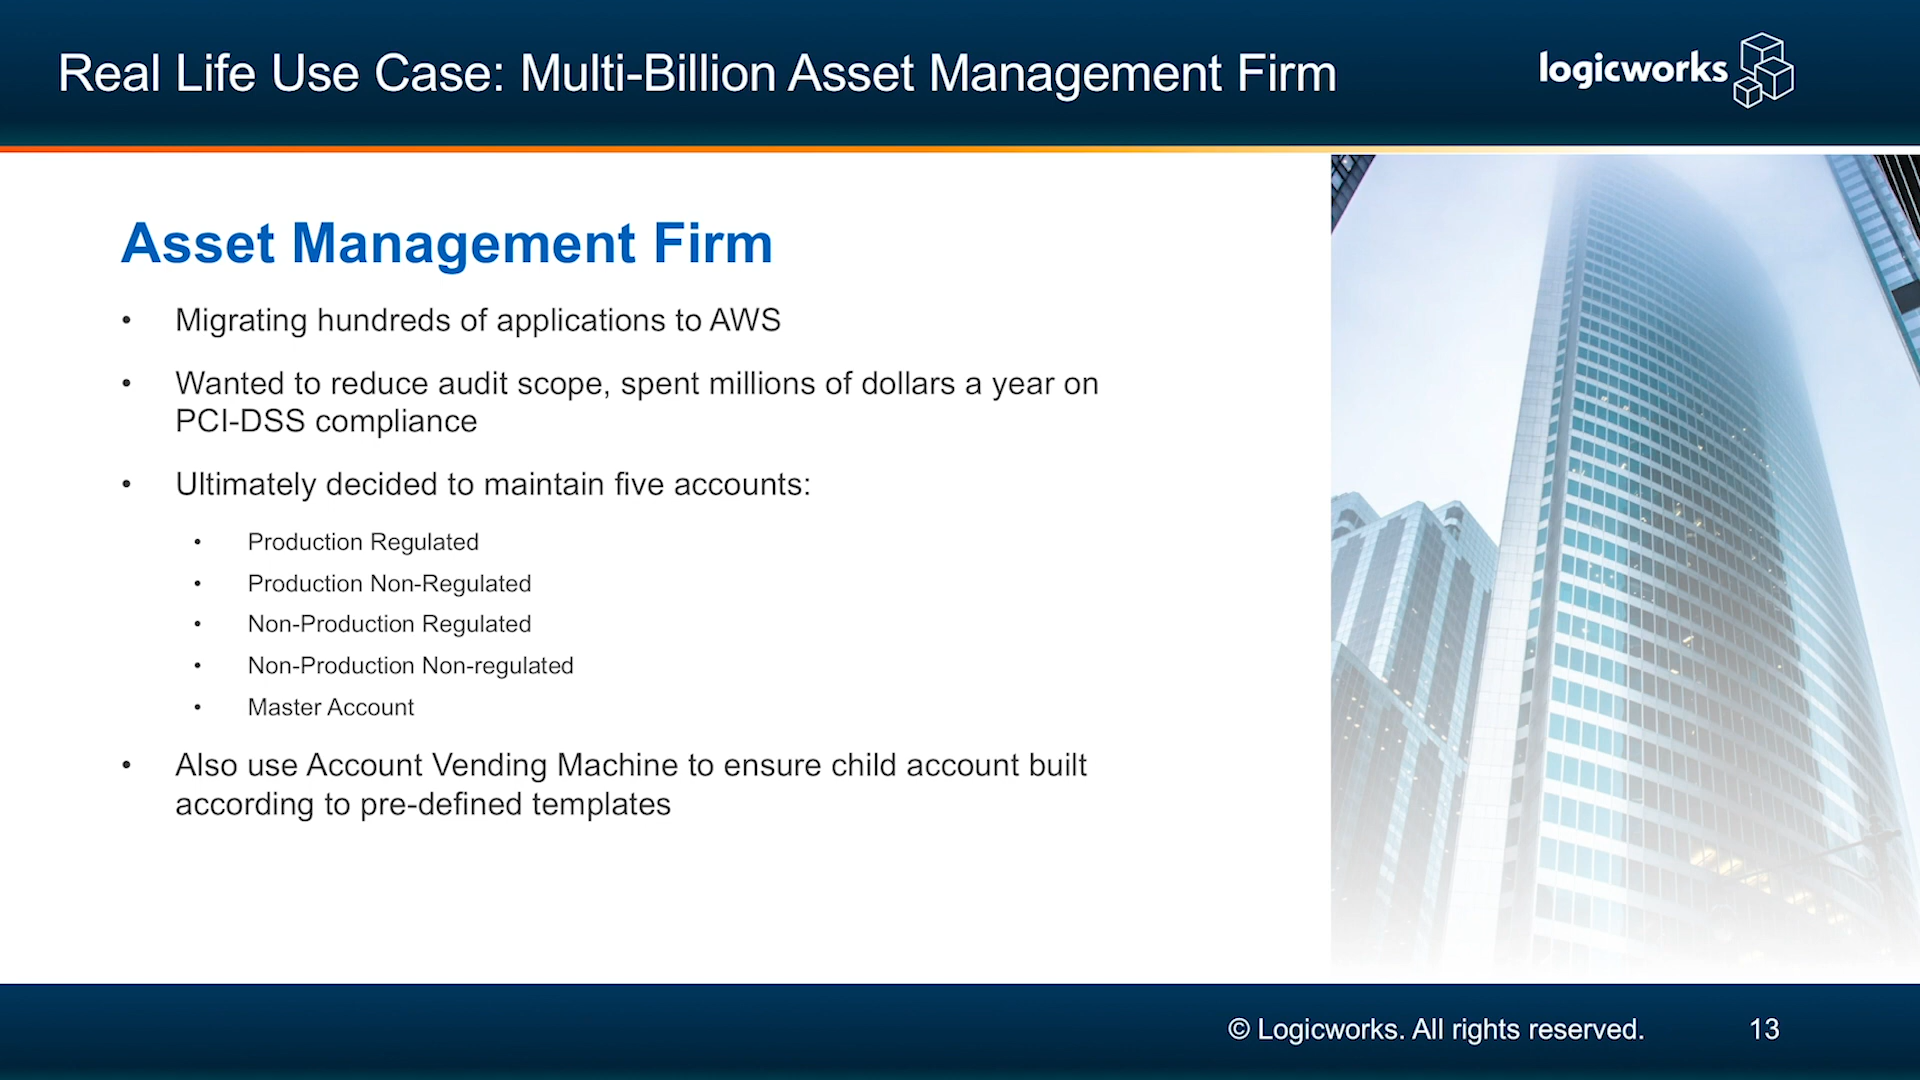 Real Life Use Case: Multi-Billion Asset Management Firm
logicworks
Asset Management Firm
• Migrating hundreds of applications to AWS
• Wanted to reduce audit scope, spent millions of dollars a year on
PCI-DSS compliance
• Ultimately decided to maintain five accounts:
• Production Regulated
• Production Non-Regulated
• Non-Production Regulated
• Non-Production Non-regulated
• Master Account
• Also use Account Vending Machine to ensure child account built
according to pre-defined templates
© Logicworks. All rights reserved.
13